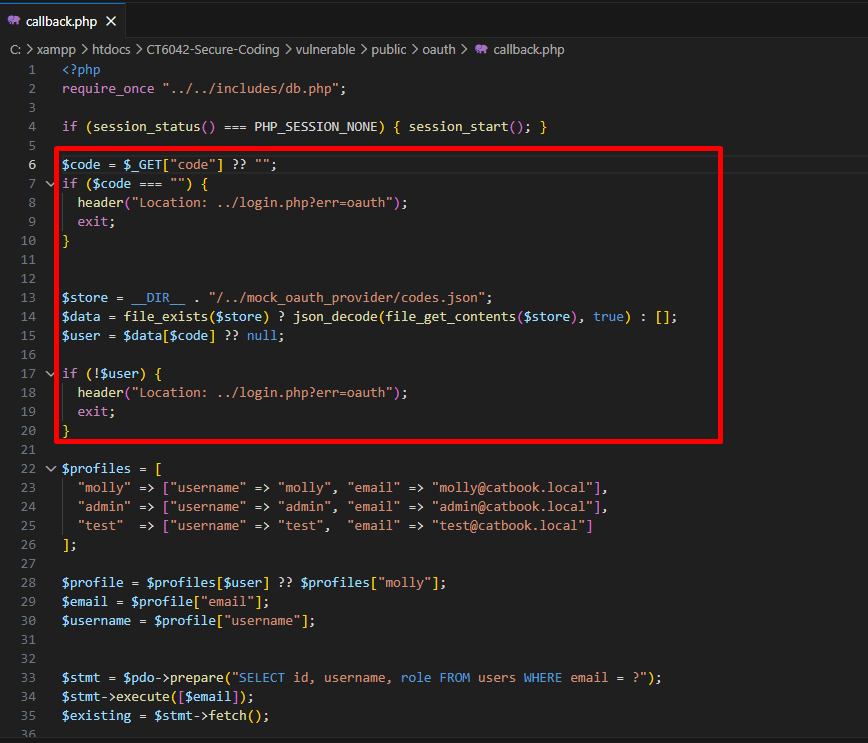 callback.php
C: > xampp > htdocs > CT6042-Secure-Coding > vulnerable > public > oauth > callback.php
1 <?php
2 require_once "../../includes/db.php";
3
4 if (session_status() === PHP_SESSION_NONE) { session_start(); }
5
6 $code = $_GET["code"] ?? "";
7 if ($code === "") {
8   header("Location: ../login.php?err=oauth");
9   exit;
10 }
11
12
13 $store = __DIR__ . "/../mock_oauth_provider/codes.json";
14 $data = file_exists($store) ? json_decode(file_get_contents($store), true) : [];
15 $user = $data[$code] ?? null;
16
17 if (!$user) {
18   header("Location: ../login.php?err=oauth");
19   exit;
20 }
21
22 $profiles = [
23   "molly" => ["username" => "molly", "email" => "molly@catbook.local"],
24   "admin" => ["username" => "admin", "email" => "admin@catbook.local"],
25   "test"  => ["username" => "test",  "email" => "test@catbook.local"]
26 ];
27
28 $profile = $profiles[$user] ?? $profiles["molly"];
29 $email = $profile["email"];
30 $username = $profile["username"];
31
32
33 $stmt = $pdo->prepare("SELECT id, username, role FROM users WHERE email = ?");
34 $stmt->execute([$email]);
35 $existing = $stmt->fetch();
36